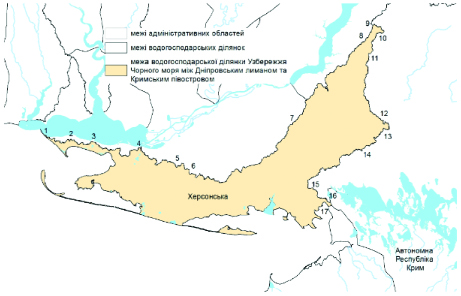 межі адміністративних областей
межі водогосподарських ділянок
межа водогосподарської ділянки Узбережжя
Чорного моря між Дніпровським лиманом та
Кримським півостровом
9
8
10
11
7
12
13
14
1
2
3
4
5
6
15
16
17
Херсонська
Автономна
Республіка
Крим